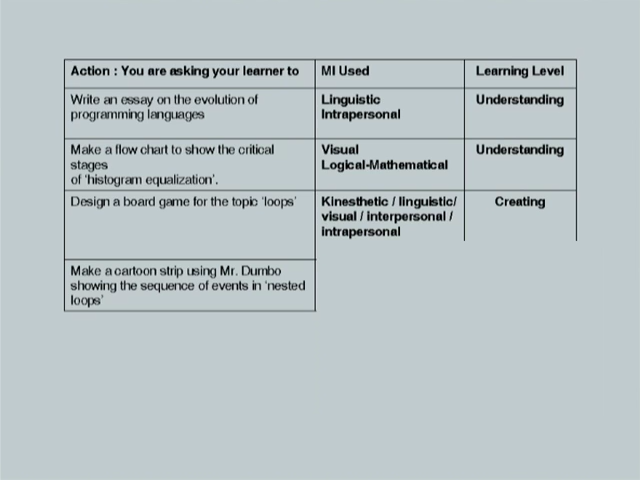 Action : You are asking your learner to MI Used Learning Level
Write an essay on the evolution of Linguistic Understanding
programming languages Intrapersonal
Make a flow chart to show the critical Visual Understanding
stages Logical-Mathematical
of 'histogram equalization'.
Design a board game for the topic 'loops' Kinesthetic / linguistic/ Creating
visual / interpersonal /
intrapersonal
Make a cartoon strip using Mr. Dumbo
showing the sequence of events in 'nested
loops'